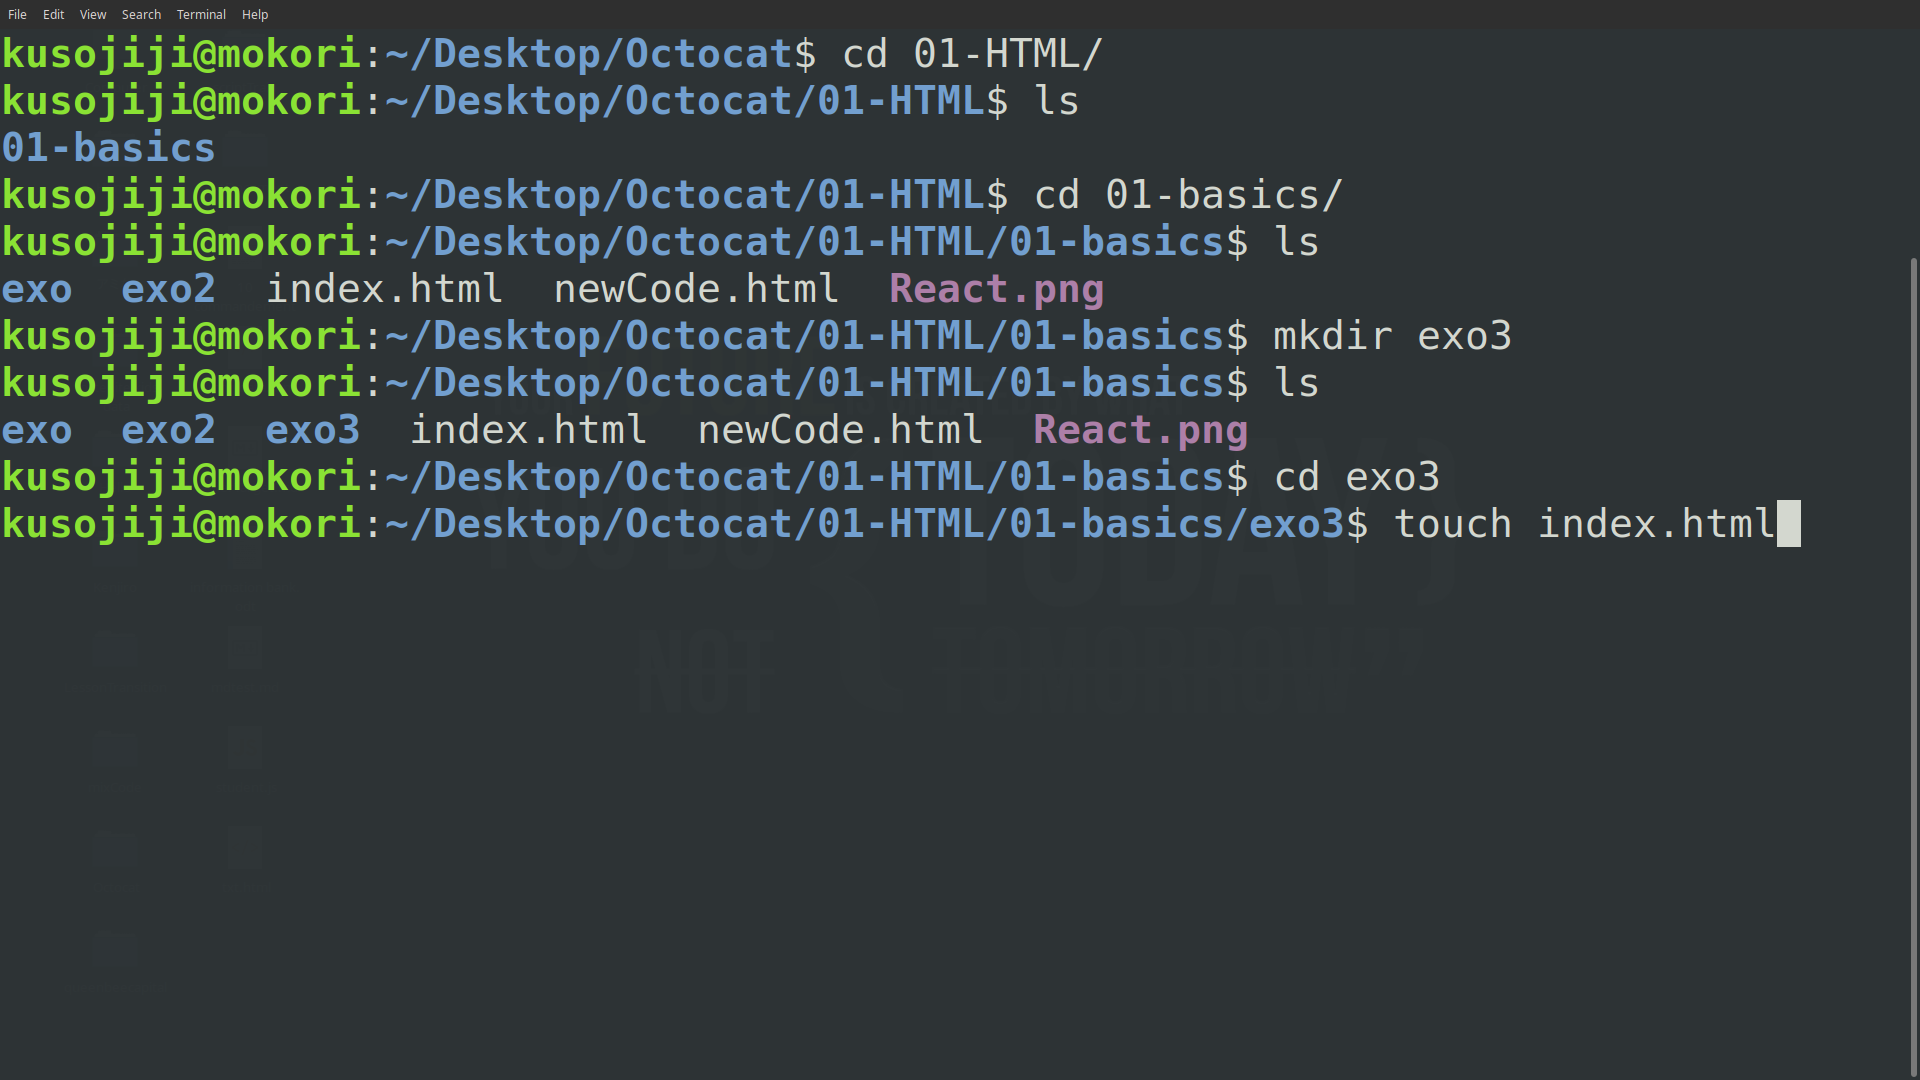 File Edit View Search Terminal Help
kusojiji@mokori:~/Desktop/Octocat$ cd 01-HTML/
kusojiji@mokori:~/Desktop/Octocat/01-HTML$ ls
01-basics
kusojiji@mokori:~/Desktop/Octocat/01-HTML$ cd 01-basics/
kusojiji@mokori:~/Desktop/Octocat/01-HTML/01-basics$ ls
exo  exo2  index.html  newCode.html  React.png
kusojiji@mokori:~/Desktop/Octocat/01-HTML/01-basics$ mkdir exo3
kusojiji@mokori:~/Desktop/Octocat/01-HTML/01-basics$ ls
exo  exo2  exo3  index.html  newCode.html  React.png
kusojiji@mokori:~/Desktop/Octocat/01-HTML/01-basics$ cd exo3
kusojiji@mokori:~/Desktop/Octocat/01-HTML/01-basics/exo3$ touch index.html
TODAY}
NOT TOMORROW